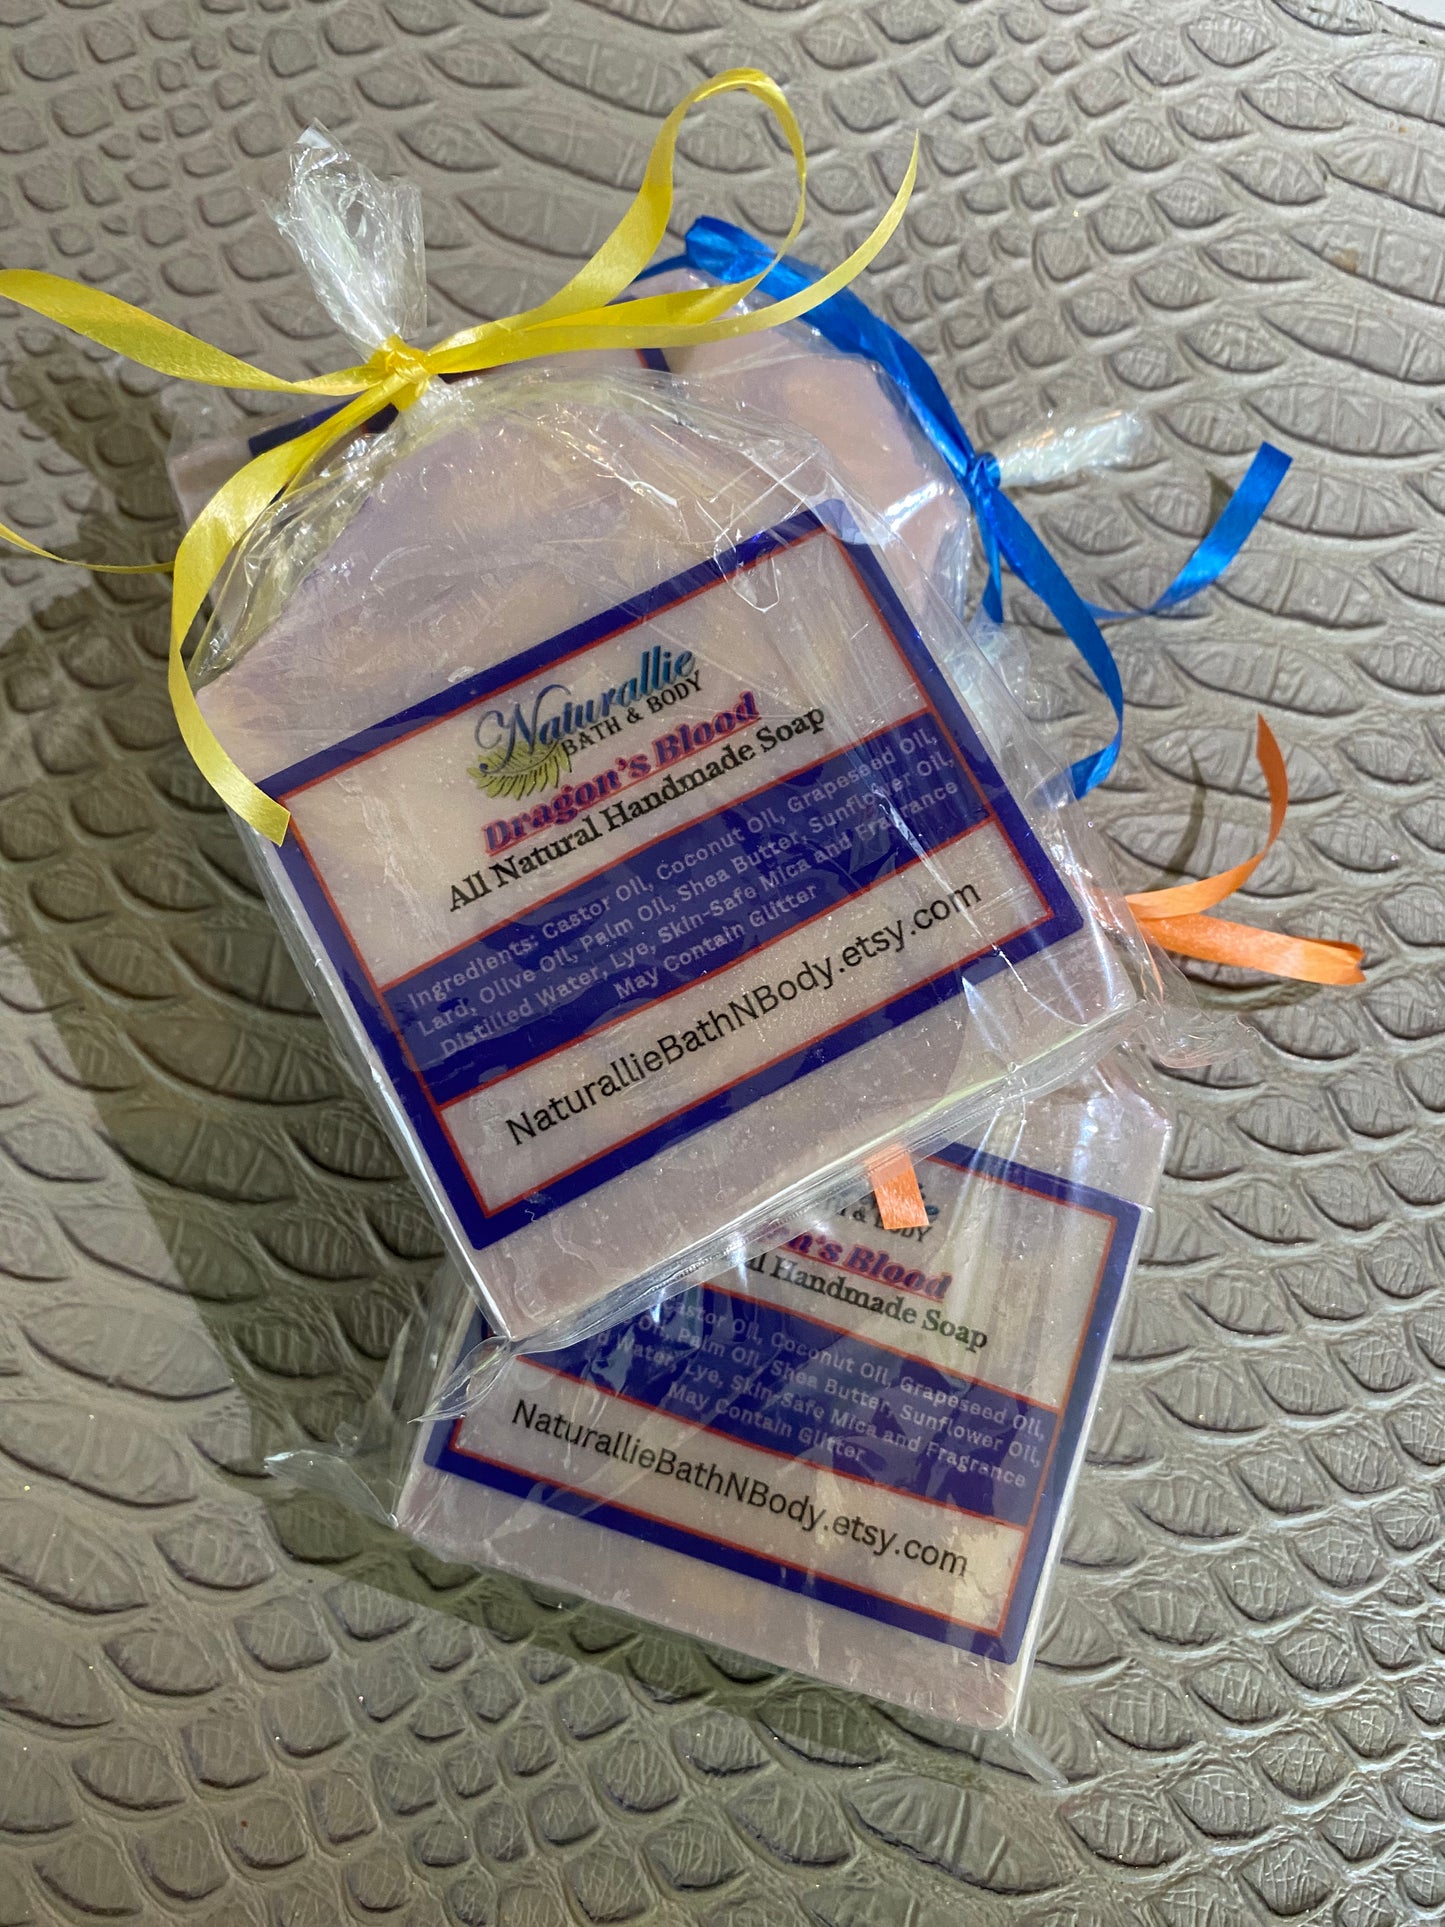 Naturallie
BATH & BODY
Dragon's Blood
All Natural Handmade Soap
Ingredients: Castor Oil, Coconut Oil, Grapeseed Oil,
Lard, Olive Oil, Palm Oil, Shea Butter, Sunflower Oil,
Distilled Water, Lye, Skin-Safe Mica and Fragrance
May Contain Glitter
NaturallieBathNBody.etsy.com
BODY
Blood
Handmade Soap
Castor Oil, Coconut Oil, Grapeseed Oil,
Oil, Palm Oil, Shea Butter, Sunflower Oil,
Water, Lye, Skin-Safe Mica and Fragrance
May Contain Glitter
NaturallieBathNBody.etsy.com